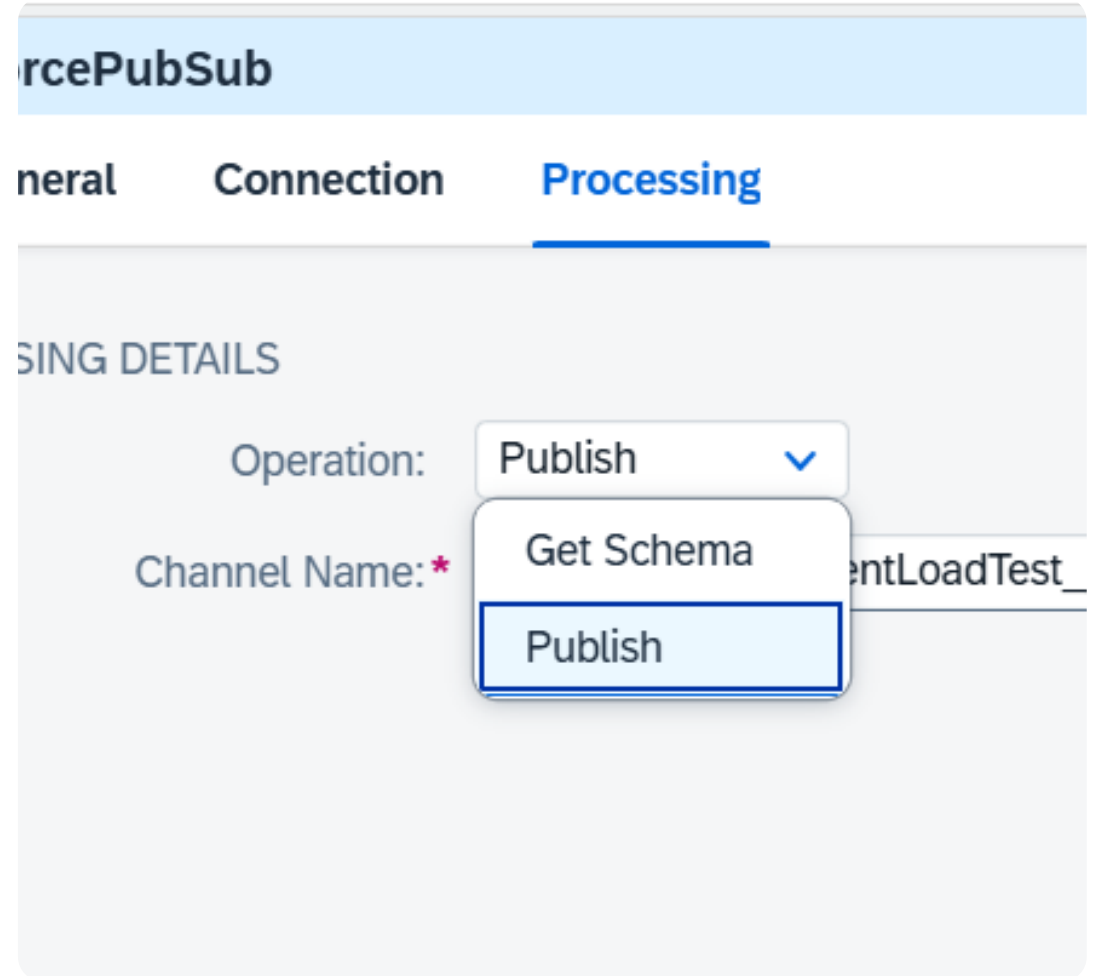 rcePubSub
neral Connection Processing
SING DETAILS
Operation: Publish
Get Schema
Channel Name:* entLoadTest_
Publish